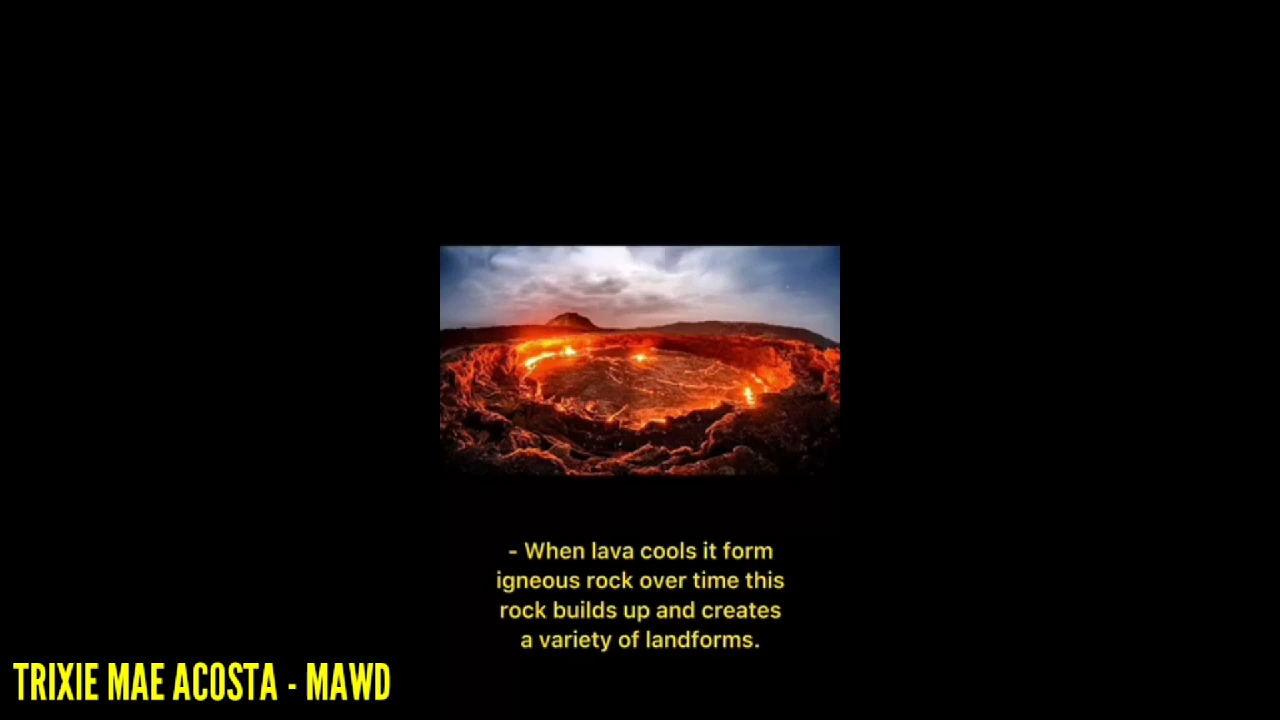 - When lava cools it form
igneous rock over time this
rock builds up and creates
a variety of landforms.
TRIXIE MAE ACOSTA - MAWD